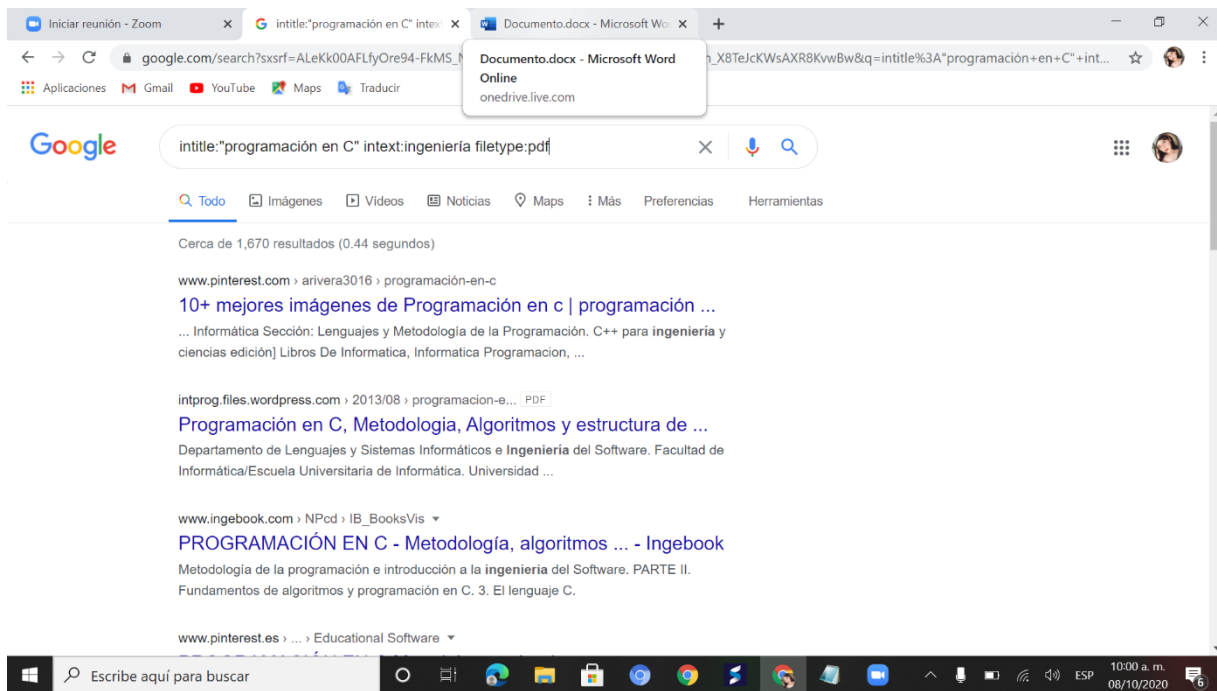 Iniciar reunión - Zoom
intitle:"programación en C" intext
Documento.docx - Microsoft Wo
google.com/search?sxsrf=ALeKk00AFLfyOre94-FkMS_
_X8TeJcKWsAXR8KvwBw&q=intitle%3A"programación+en+C"+int...
Aplicaciones Gmail YouTube Maps Traducir
Documento.docx - Microsoft Word
Online
onedrive.live.com
Google
intitle:"programación en C" intext:ingeniería filetype:pdf
Todo Imágenes Videos Noticias Maps Más Preferencias Herramientas
Cerca de 1,670 resultados (0.44 segundos)
www.pinterest.com › arivera3016 › programación-en-c
10+ mejores imágenes de Programación en c | programación ...
... Informática Sección: Lenguajes y Metodología de la Programación. C++ para ingeniería y
ciencias edición] Libros De Informatica, Informatica Programacion, ...
intprog.files.wordpress.com › 2013/08 › programacion-e... PDF
Programación en C, Metodologia, Algoritmos y estructura de ...
Departamento de Lenguajes y Sistemas Informáticos e Ingeniería del Software. Facultad de
Informática/Escuela Universitaria de Informática. Universidad ...
www.ingebook.com › NPcd › IB_BooksVis
PROGRAMACIÓN EN C - Metodología, algoritmos ... - Ingebook
Metodología de la programación e introducción a la ingeniería del Software. PARTE II.
Fundamentos de algoritmos y programación en C. 3. El lenguaje C.
www.pinterest.es › ... › Educational Software
Escribe aquí para buscar
ESP
10:00 a. m.
08/10/2020
6